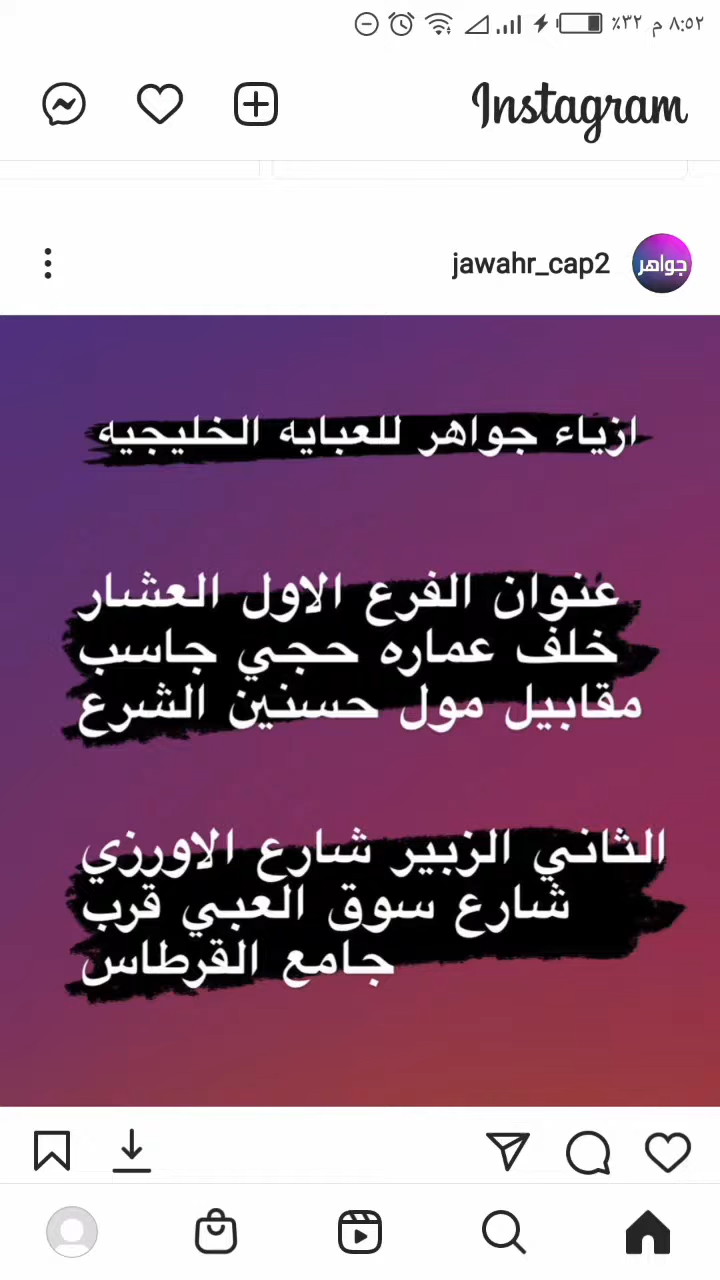 ٨:٥٢ م ٣٢٪
Instagram
jawahr_cap2
جواهر
ازياء جواهر للعبايه الخليجيه
عنوان الفرع الاول العشار
خلف عماره حجي جاسب
مقابيل مول حسنين الشرع
الثاني الزبير شارع الاورزي
شارع سوق العبي قرب
جامع القرطاس